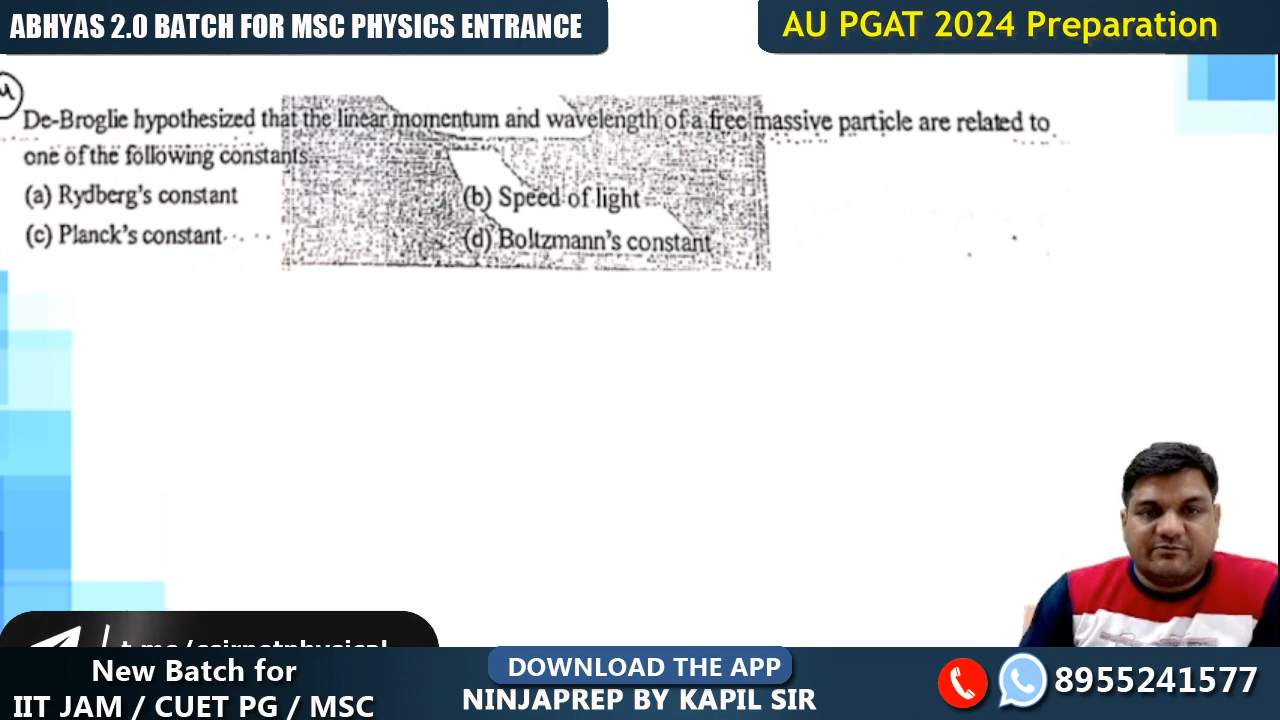 ABHYAS 2.0 BATCH FOR MSC PHYSICS ENTRANCE
AU PGAT 2024 Preparation
De-Broglie hypothesized that the linear momentum and wavelength of a free massive particle are related to
one of the following constants
(a) Rydberg's constant
(b) Speed of light
(c) Planck's constant
(d) Boltzmann's constant
New Batch for
IIT JAM / CUET PG / MSC
DOWNLOAD THE APP
NINJAPREP BY KAPIL SIR
8955241577